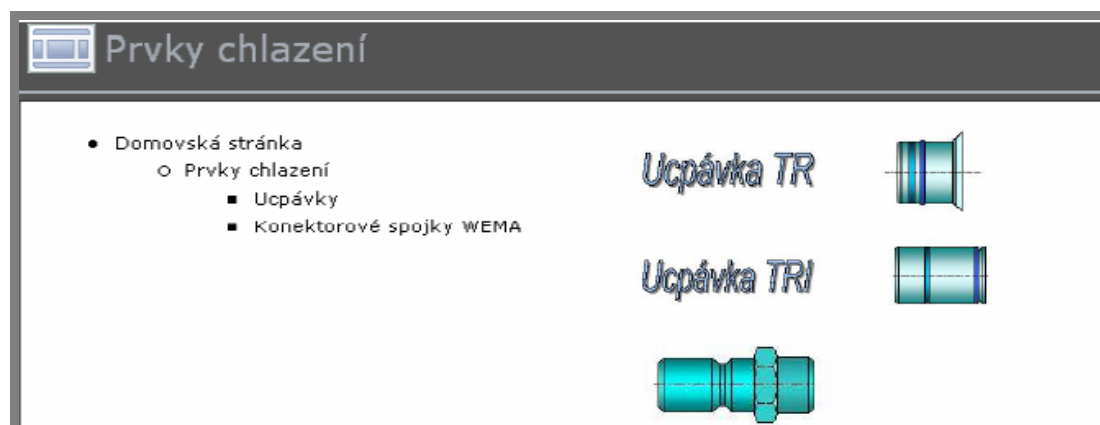 Prvky chlazení
Domovská stránka
Prvky chlazení
Ucpávky
Konektorové spojky WEMA
Ucpávka TR
Ucpávka TRI